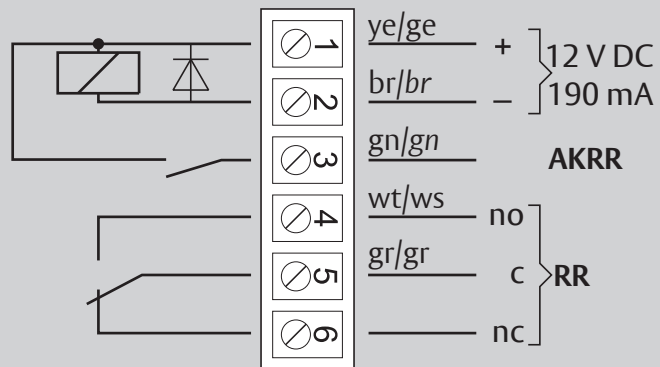 1 ye/ge + 12 V DC
2 br/br – 190 mA
3 gn/gn AKRR
4 wt/ws no
5 gr/gr c RR
6 nc